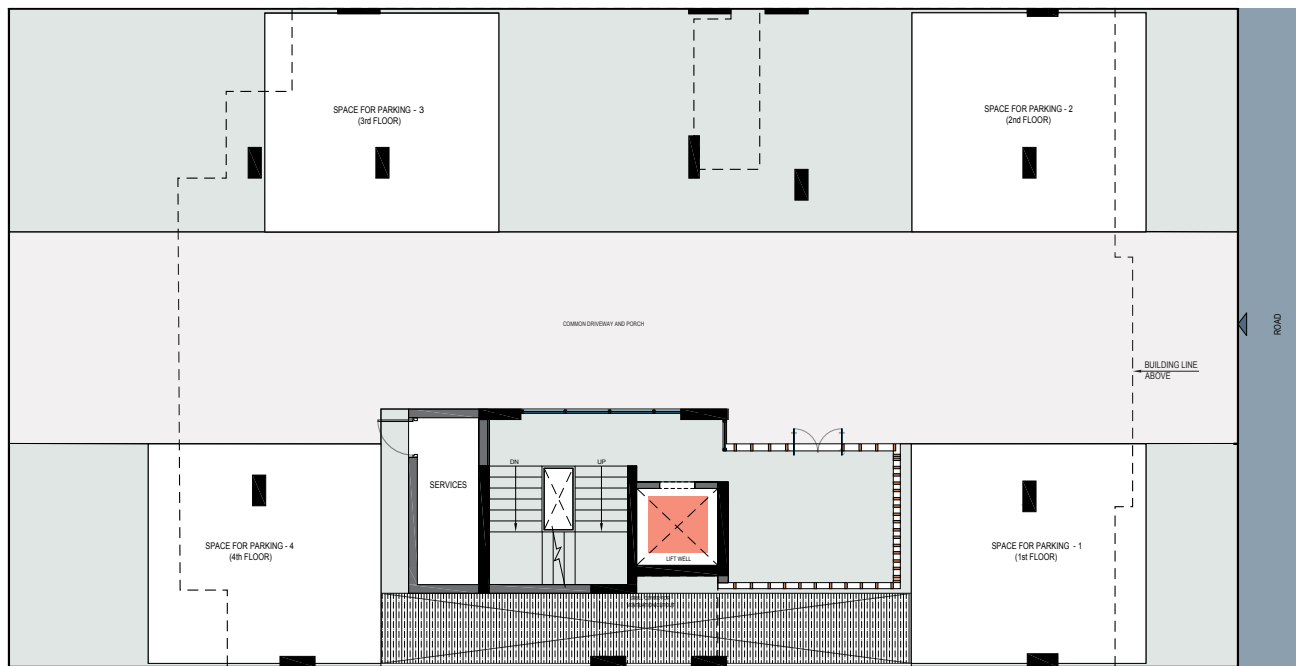 SPACE FOR PARKING - 3
(3rd FLOOR)
SPACE FOR PARKING - 2
(2nd FLOOR)
COMMON DRIVEWAY AND PORCH
ROAD
BUILDING LINE
ABOVE
DN
UP
SERVICES
SPACE FOR PARKING - 4
(4th FLOOR)
SPACE FOR PARKING - 1
(1st FLOOR)
LIFT WELL